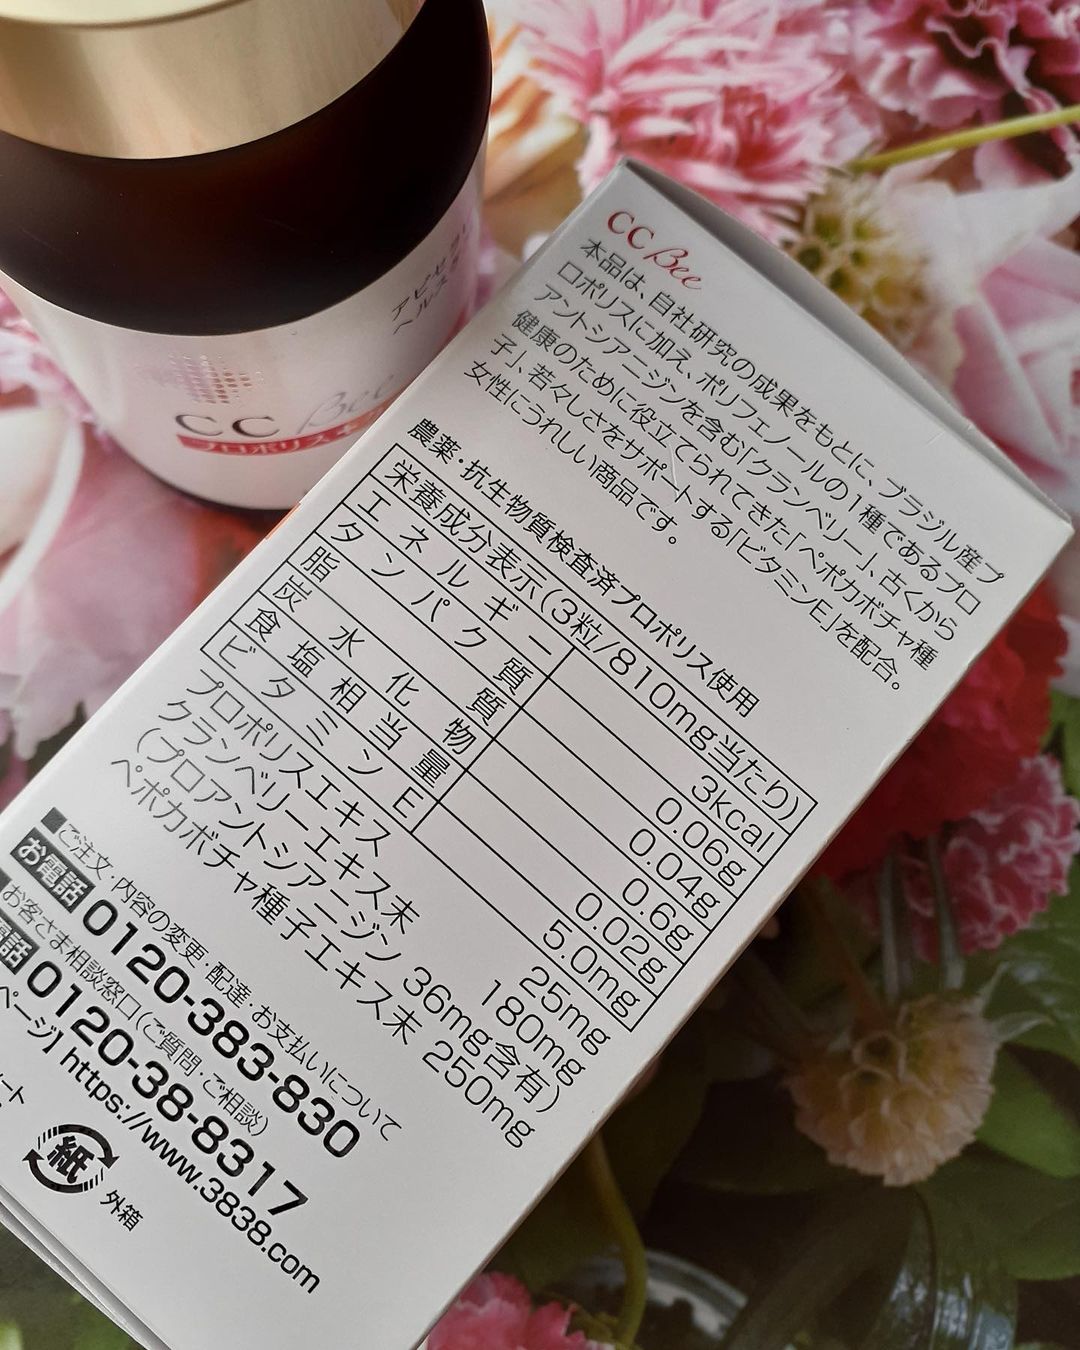 CC Bee
本品は、自社研究の成果をもとに、ブラジル産プ
ロポリスに加え、ポリフェノールの1種であるプロ
アントシアニジンを含む「クランベリー」、古くから
健康のために役立てられてきた「ペポカボチャ種
子」、若々しさをサポートする「ビタミンE」を配合。
女性にうれしい商品です。
農薬・抗生物質検査済プロポリス使用
栄養成分表示(3粒/810mg当たり)
エネルギー 3kcal
タンパク質 0.06g
脂質 0.04g
炭水化物 0.6g
食塩相当量 0.02g
ビタミンE 5.0mg
プロポリスエキス 25mg
クランベリーエキス末 180mg
(プロアントシアニジン 36mg含有)
ペポカボチャ種子エキス末 250mg
ご注文・内容の変更・配達・お支払いについて
お電話 0120-383-830
お客さま相談窓口(ご質問・ご相談)
電話 0120-38-8317
ページ】https://www.3838.com
ート
紙
外箱
CC Bee
プロポリス